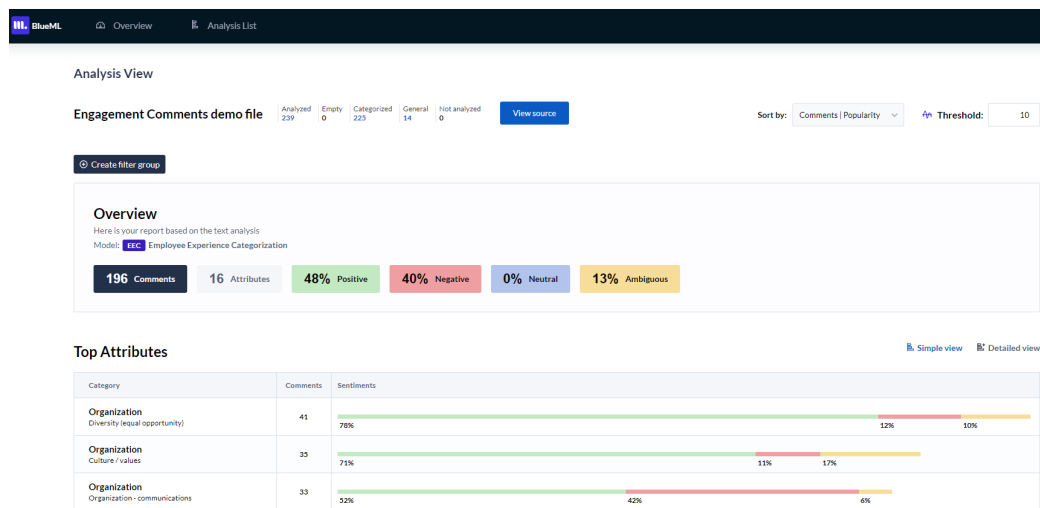 m. BlueML Overview Analysis List
Analysis View
Engagement Comments demo file
Analyzed Empty Categorized General Not analyzed
239 0 225 14 0
View source
Sort by: Comments | Popularity Threshold: 10
Create filter group
Overview
Here is your report based on the text analysis
Model: EEC Employee Experience Categorization
196 Comments 16 Attributes 48% Positive 40% Negative 0% Neutral 13% Ambiguous
Top Attributes Simple view Detailed view
Category Comments Sentiments
Organization
Diversity (equal opportunity)
41
78% 12% 10%
Organization
Culture / values
35
71% 11% 17%
Organization
Organization - communications
33
52% 42% 6%